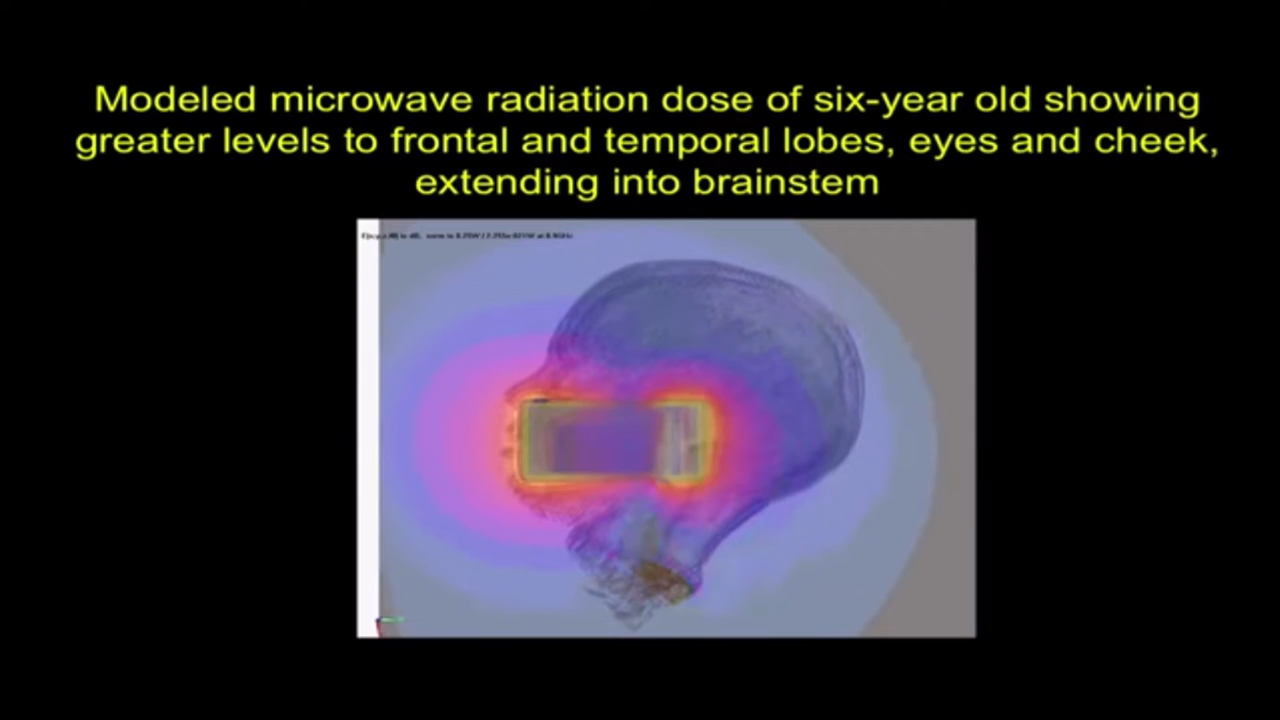 Modeled microwave radiation dose of six-year old showing
greater levels to frontal and temporal lobes, eyes and cheek,
extending into brainstem